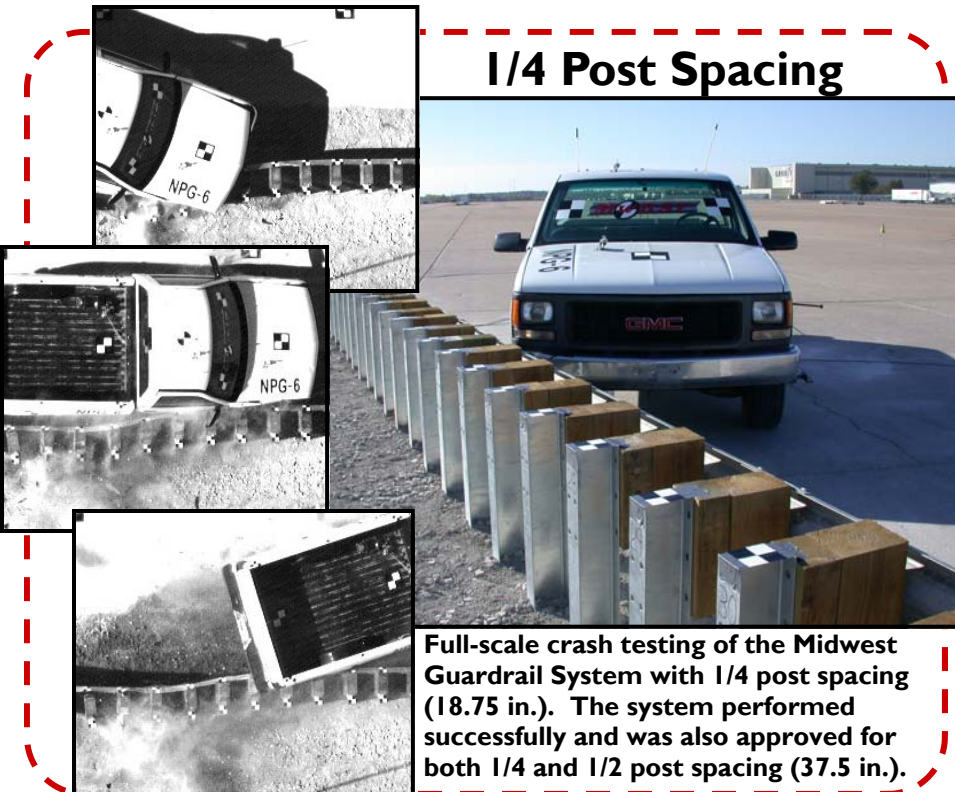 1/4 Post Spacing
NPG-6
NPG-6
GMC
NPG-6
Full-scale crash testing of the Midwest
Guardrail System with 1/4 post spacing
(18.75 in.). The system performed
successfully and was also approved for
both 1/4 and 1/2 post spacing (37.5 in.).